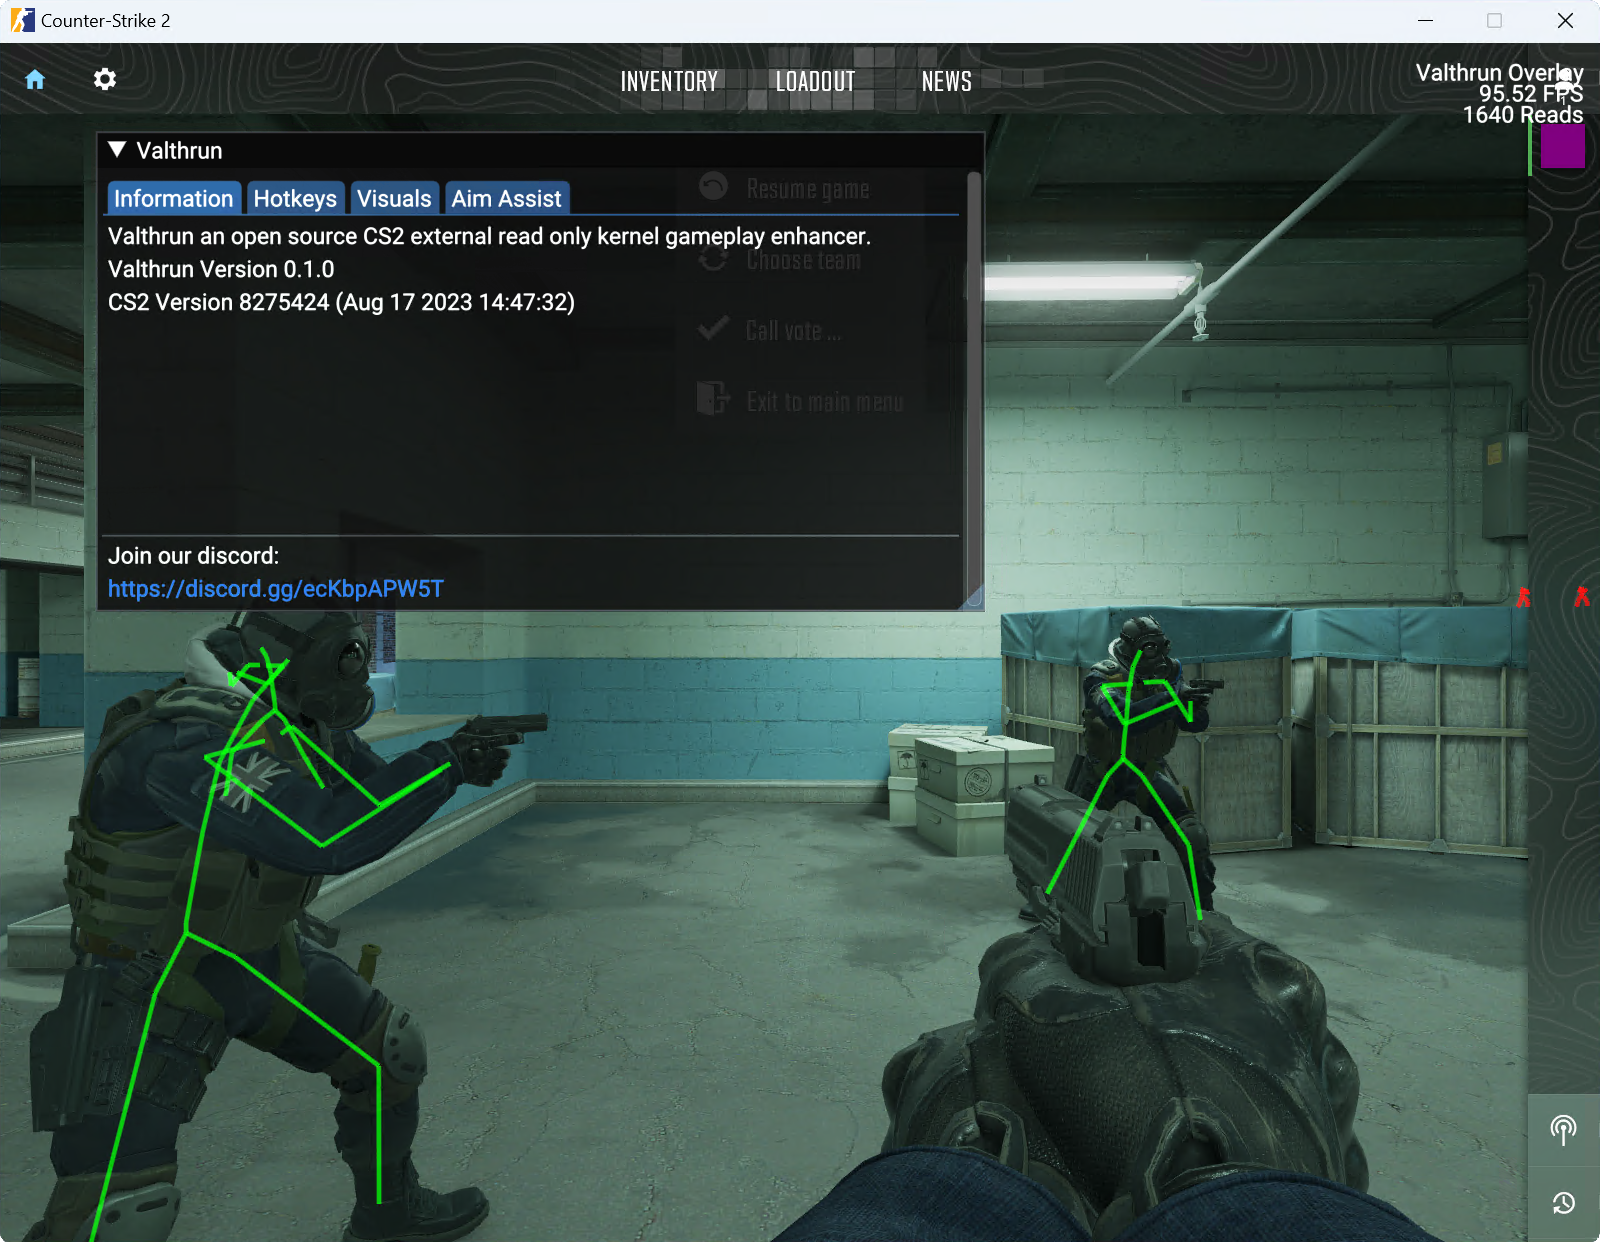 Counter-Strike 2
INVENTORY
LOADOUT
NEWS
Valthrun Overlay
95.52 FPS
1640 Reads
Valthrun
Information
Hotkeys
Visuals
Aim Assist
Resume game
Valthrun an open source CS2 external read only kernel gameplay enhancer.
Choose team
Valthrun Version 0.1.0
CS2 Version 8275424 (Aug 17 2023 14:47:32)
Call vote ...
Exit to main menu
Join our discord:
https://discord.gg/ecKbpAPW5T